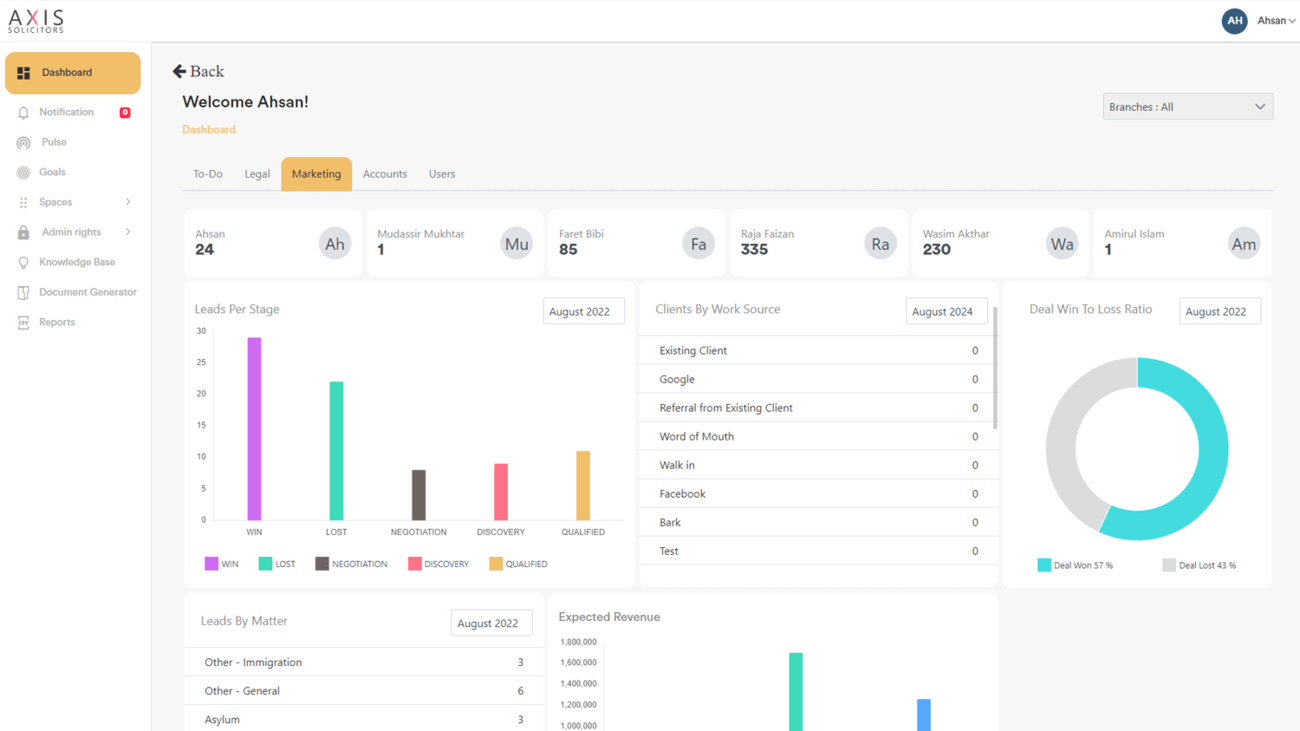 AXIS
SOLICITORS
AH
Ahsan
Dashboard
Notification
0
Pulse
Goals
Spaces
Admin rights
Knowledge Base
Document Generator
CSV
Reports
Back
Welcome Ahsan!
Dashboard
Branches : All
To-Do Legal Marketing Accounts Users
Ahsan
24
Ah
Mudassir Mukhtar
1
Mu
Faret Bibi
85
Fa
Raja Faizan
335
Ra
Wasim Akthar
230
Wa
Amirul Islam
1
Am
Leads Per Stage
August 2022
30
25
20
15
10
5
0
WIN LOST NEGOTIATION DISCOVERY QUALIFIED
WIN LOST NEGOTIATION DISCOVERY QUALIFIED
Clients By Work Source
August 2024
Existing Client 0
Google 0
Referral from Existing Client 0
Word of Mouth 0
Walk in 0
Facebook 0
Bark 0
Test 0
Deal Win To Loss Ratio
August 2022
Deal Won 57 % Deal Lost 43 %
Leads By Matter
August 2022
Other - Immigration 3
Other - General 6
Asylum 3
Expected Revenue
1,800,000
1,600,000
1,400,000
1,200,000
1,000,000